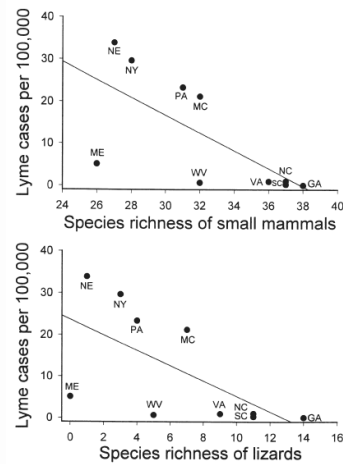 Lyme cases per 100,000
40
30
20
10
0
NE
NY
PA
MC
ME
WV
VA
NC
SC
GA
24 26 28 30 32 34 36 38 40
Species richness of small mammals
Lyme cases per 100,000
40
30
20
10
0
NE
NY
PA
MC
ME
WV
VA
NC
SC
GA
0 2 4 6 8 10 12 14 16
Species richness of lizards